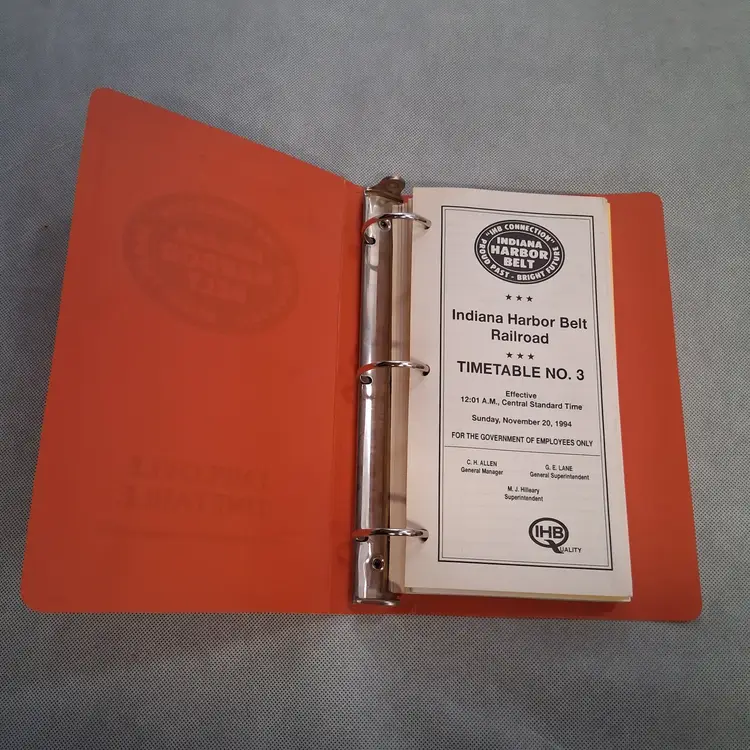 "IHB CONNECTION"
INDIANA
HARBOR
BELT
PROUD PAST - BRIGHT FUTURE
★ ★ ★
Indiana Harbor Belt
Railroad
★ ★ ★
TIMETABLE NO. 3
Effective
12:01 A.M., Central Standard Time
Sunday, November 20, 1994
FOR THE GOVERNMENT OF EMPLOYEES ONLY
C. H. ALLEN
General Manager
G. E. LANE
General Superintendent
M. J. Hilleary
Superintendent
IHB
QUALITY